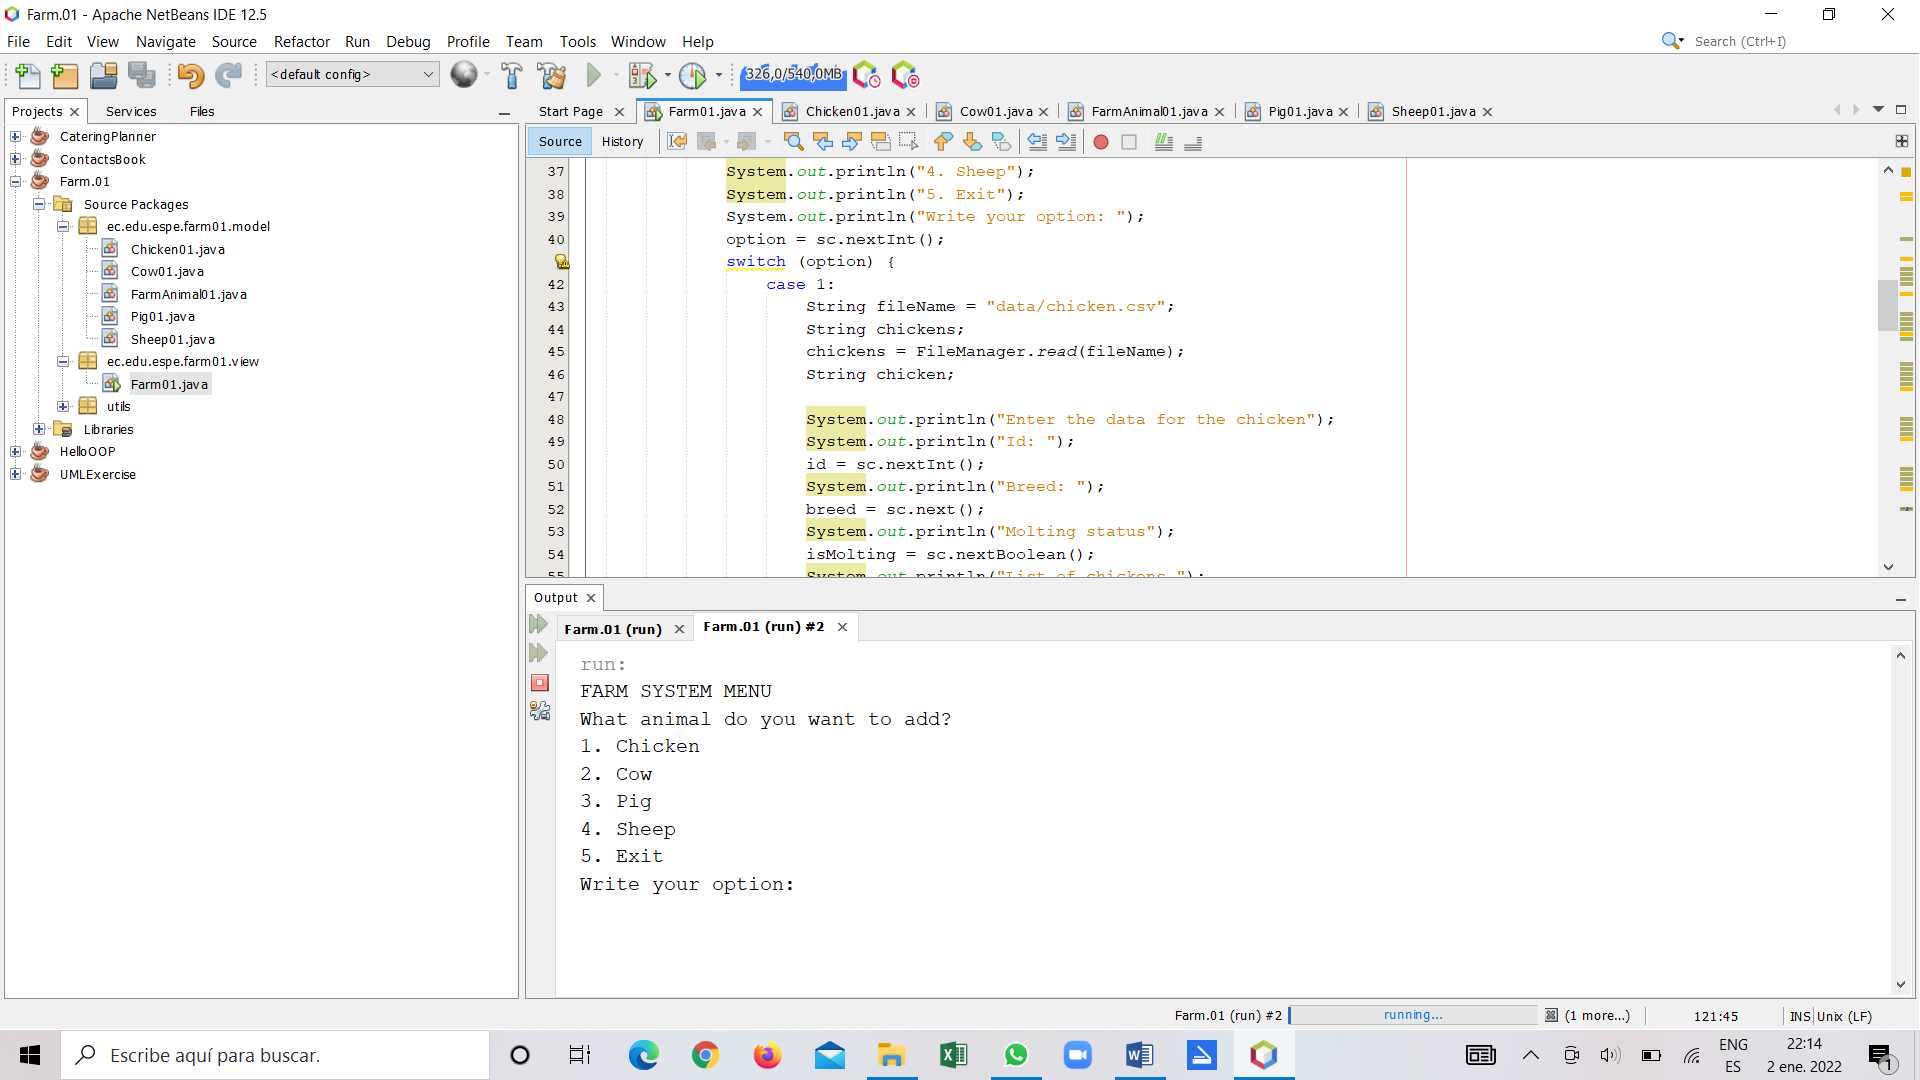 Farm.01 - Apache NetBeans IDE 12.5
File Edit View Navigate Source Refactor Run Debug Profile Team Tools Window Help
Search (Ctrl+I)
<default config>
326,0/540,0MB
Projects Services Files
CateringPlanner
ContactsBook
Farm.01
Source Packages
ec.edu.espe.farm01.model
Chicken01.java
Cow01.java
FarmAnimal01.java
Pig01.java
Sheep01.java
ec.edu.espe.farm01.view
Farm01.java
utils
Libraries
HelloOOP
UMLExercise
Start Page Farm01.java Chicken01.java Cow01.java FarmAnimal01.java Pig01.java Sheep01.java
Source History
37 System.out.println("4. Sheep");
38 System.out.println("5. Exit");
39 System.out.println("Write your option: ");
40 option = sc.nextInt();
switch (option) {
42 case 1:
43 String fileName = "data/chicken.csv";
44 String chickens;
45 chickens = FileManager.read(fileName);
46 String chicken;
47
48 System.out.println("Enter the data for the chicken");
49 System.out.println("Id: ");
50 id = sc.nextInt();
51 System.out.println("Breed: ");
52 breed = sc.next();
53 System.out.println("Molting status");
54 isMolting = sc.nextBoolean();
55 System.out.println("List of chickens ");
Output
Farm.01 (run) Farm.01 (run) #2
run:
FARM SYSTEM MENU
What animal do you want to add?
1. Chicken
2. Cow
3. Pig
4. Sheep
5. Exit
Write your option:
Farm.01 (run) #2 running... (1 more...) 121:45 INS Unix (LF)
Escribe aquí para buscar.
ENG
ES
22:14
2 ene. 2022
1